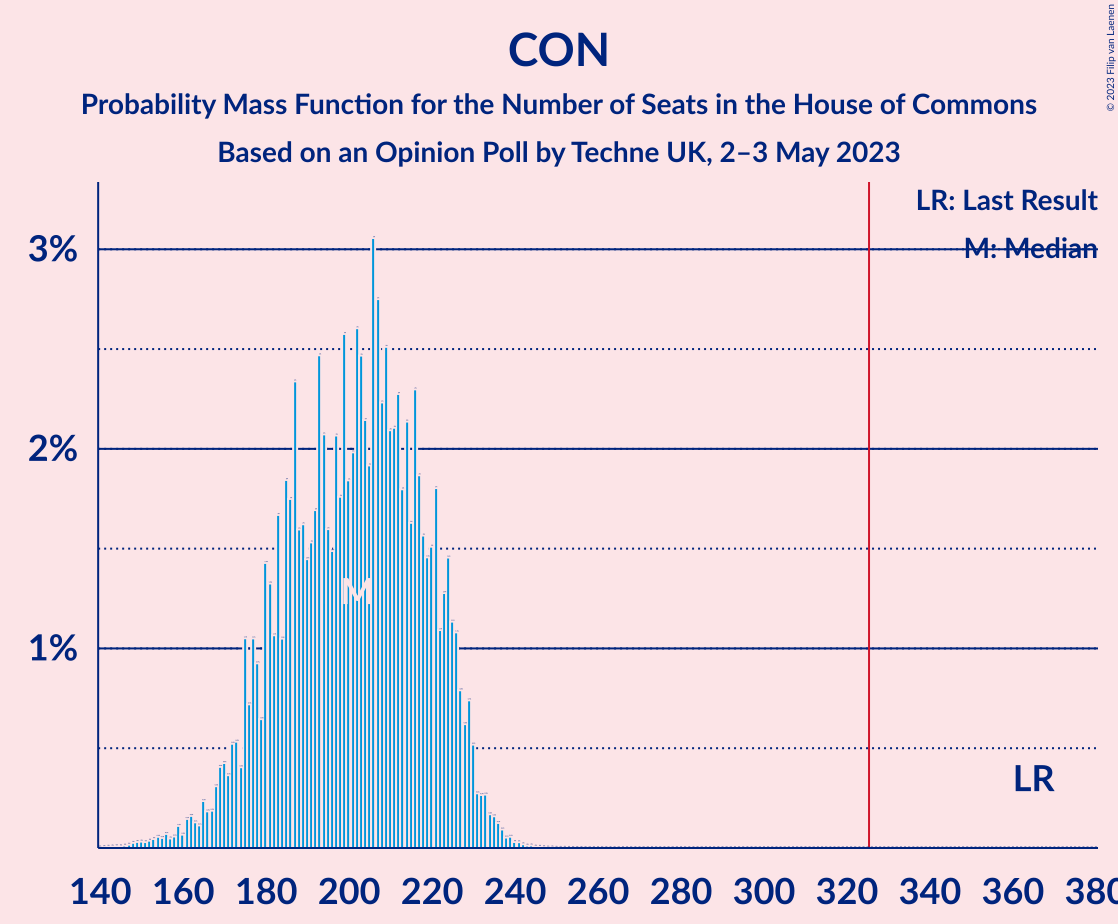 CON
Probability Mass Function for the Number of Seats in the House of Commons
Based on an Opinion Poll by Techne UK, 2–3 May 2023
© 2023 Filip van Laenen
LR: Last Result
M: Median
3%
2%
1%
M
LR
140 160 180 200 220 240 260 280 300 320 340 360 380